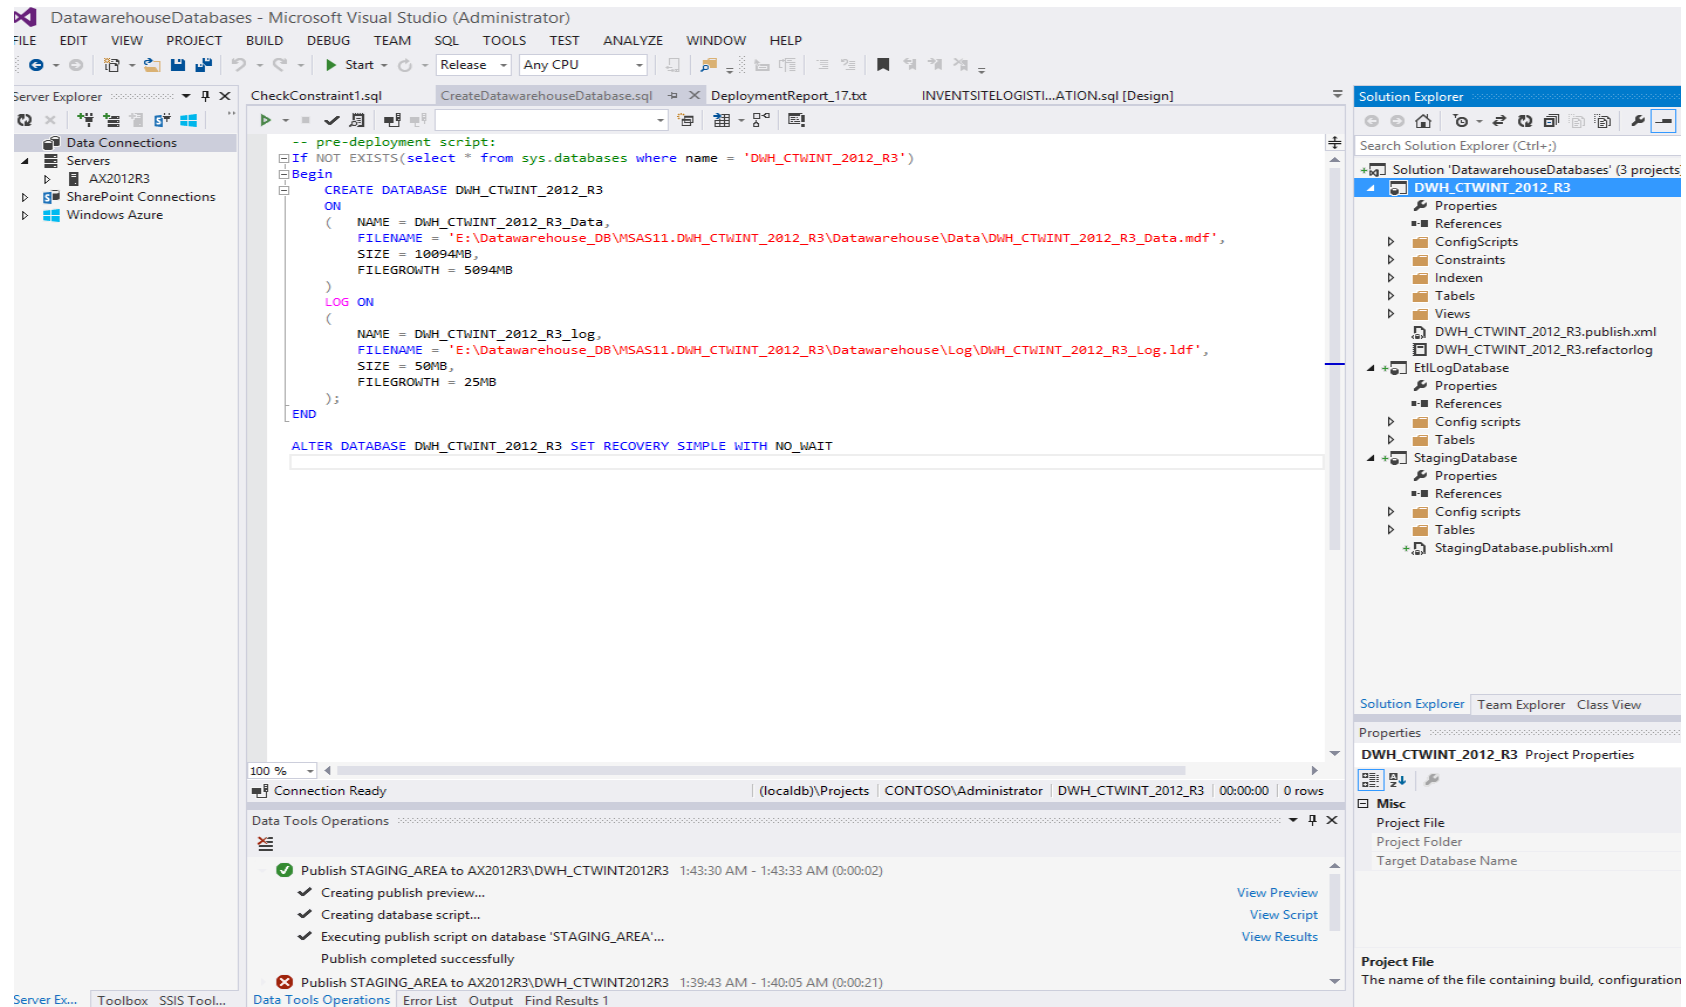 DatawarehouseDatabases - Microsoft Visual Studio (Administrator)
FILE EDIT VIEW PROJECT BUILD DEBUG TEAM SQL TOOLS TEST ANALYZE WINDOW HELP
Start Release Any CPU
Server Explorer
Data Connections
Servers
AX2012R3
SharePoint Connections
Windows Azure
Server Ex... Toolbox SSIS Tool...
CheckConstraint1.sql CreateDatawarehouseDatabase.sql DeploymentReport_17.txt INVENTSITELOGISTI...ATION.sql [Design]
-- pre-deployment script:
If NOT EXISTS(select * from sys.databases where name = 'DWH_CTWINT_2012_R3')
Begin
CREATE DATABASE DWH_CTWINT_2012_R3
ON
( NAME = DWH_CTWINT_2012_R3_Data,
FILENAME = 'E:\Datawarehouse_DB\MSAS11.DWH_CTWINT_2012_R3\Datawarehouse\Data\DWH_CTWINT_2012_R3_Data.mdf',
SIZE = 10094MB,
FILEGROWTH = 5094MB
)
LOG ON
(
NAME = DWH_CTWINT_2012_R3_log,
FILENAME = 'E:\Datawarehouse_DB\MSAS11.DWH_CTWINT_2012_R3\Datawarehouse\Log\DWH_CTWINT_2012_R3_Log.ldf',
SIZE = 50MB,
FILEGROWTH = 25MB
);
END
ALTER DATABASE DWH_CTWINT_2012_R3 SET RECOVERY SIMPLE WITH NO_WAIT
100 %
Connection Ready (localdb)\Projects CONTOSO\Administrator DWH_CTWINT_2012_R3 00:00:00 0 rows
Data Tools Operations
Publish STAGING_AREA to AX2012R3\DWH_CTWINT2012R3 1:43:30 AM - 1:43:33 AM (0:00:02)
Creating publish preview... View Preview
Creating database script... View Script
Executing publish script on database 'STAGING_AREA'... View Results
Publish completed successfully
Publish STAGING_AREA to AX2012R3\DWH_CTWINT2012R3 1:39:43 AM - 1:40:05 AM (0:00:21)
Data Tools Operations Error List Output Find Results 1
Solution Explorer
Search Solution Explorer (Ctrl+;)
Solution 'DatawarehouseDatabases' (3 projects)
DWH_CTWINT_2012_R3
Properties
References
ConfigScripts
Constraints
Indexen
Tabels
Views
DWH_CTWINT_2012_R3.publish.xml
DWH_CTWINT_2012_R3.refactorlog
EtlLogDatabase
Properties
References
Config scripts
Tabels
StagingDatabase
Properties
References
Config scripts
Tables
StagingDatabase.publish.xml
Solution Explorer Team Explorer Class View
Properties
DWH_CTWINT_2012_R3 Project Properties
Misc
Project File
Project Folder
Target Database Name
Project File
The name of the file containing build, configuration